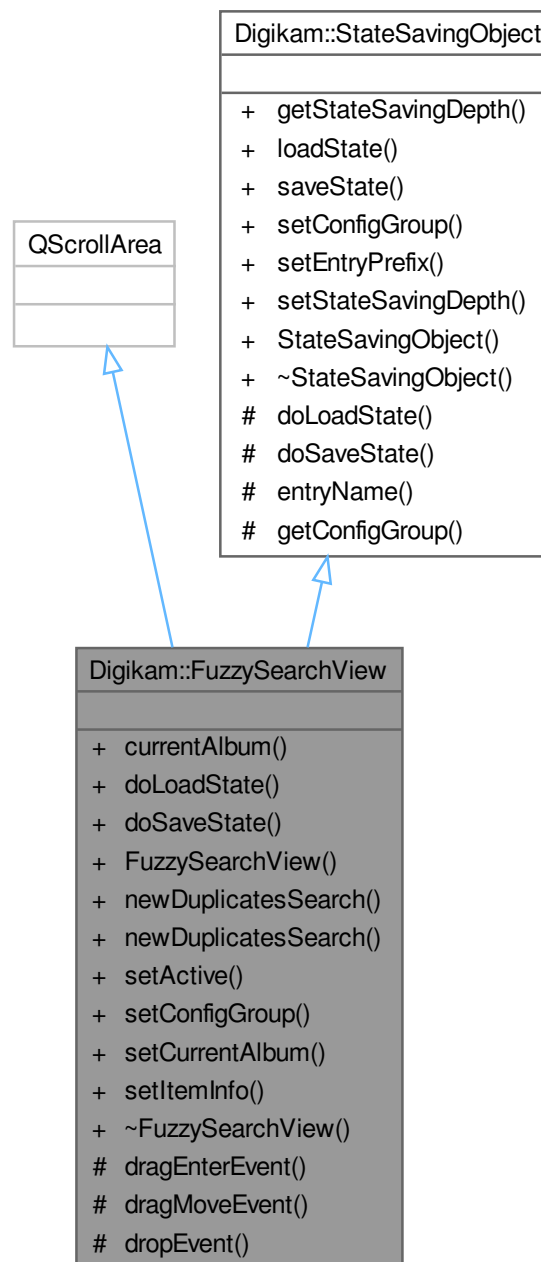 Digikam::StateSavingObject
+ getStateSavingDepth()
+ loadState()
+ saveState()
+ setConfigGroup()
+ setEntryPrefix()
+ setStateSavingDepth()
+ StateSavingObject()
+ ~StateSavingObject()
# doLoadState()
# doSaveState()
# entryName()
# getConfigGroup()
QScrollArea
Digikam::FuzzySearchView
+ currentAlbum()
+ doLoadState()
+ doSaveState()
+ FuzzySearchView()
+ newDuplicatesSearch()
+ newDuplicatesSearch()
+ setActive()
+ setConfigGroup()
+ setCurrentAlbum()
+ setItemInfo()
+ ~FuzzySearchView()
# dragEnterEvent()
# dragMoveEvent()
# dropEvent()